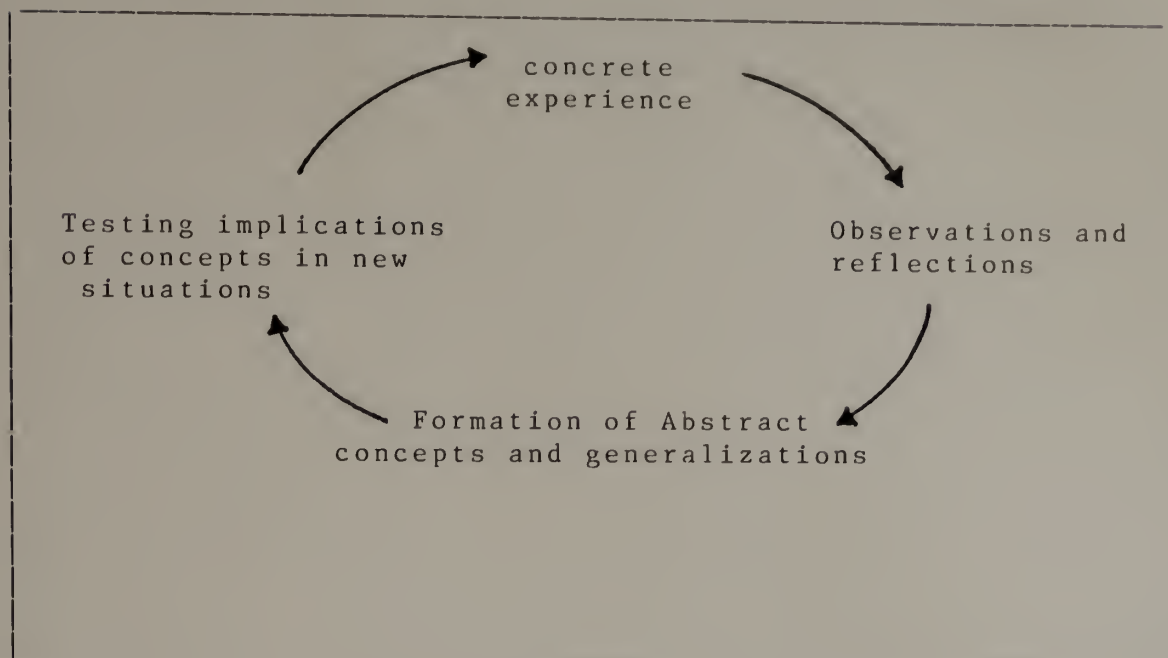 concrete
experience
Observations and
reflections
Formation of Abstract
concepts and generalizations
Testing implications
of concepts in new
situations